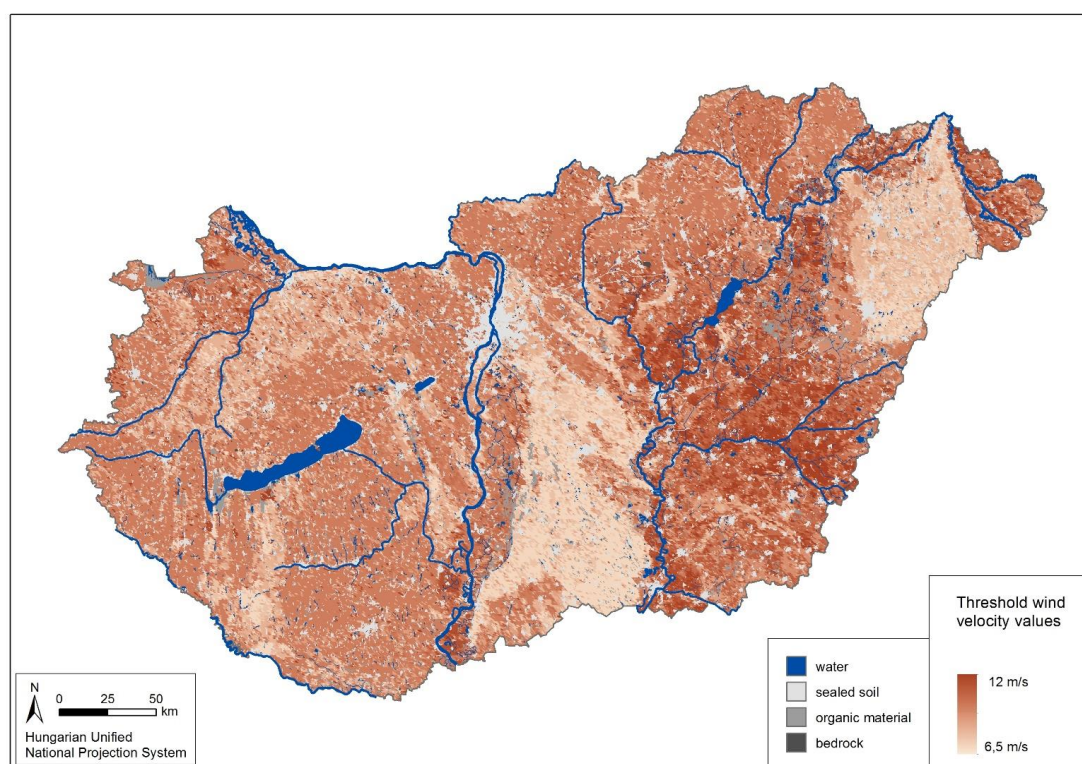 N
0 25 50
km
Hungarian Unified
National Projection System
water
sealed soil
organic material
bedrock
Threshold wind
velocity values
12 m/s
6,5 m/s